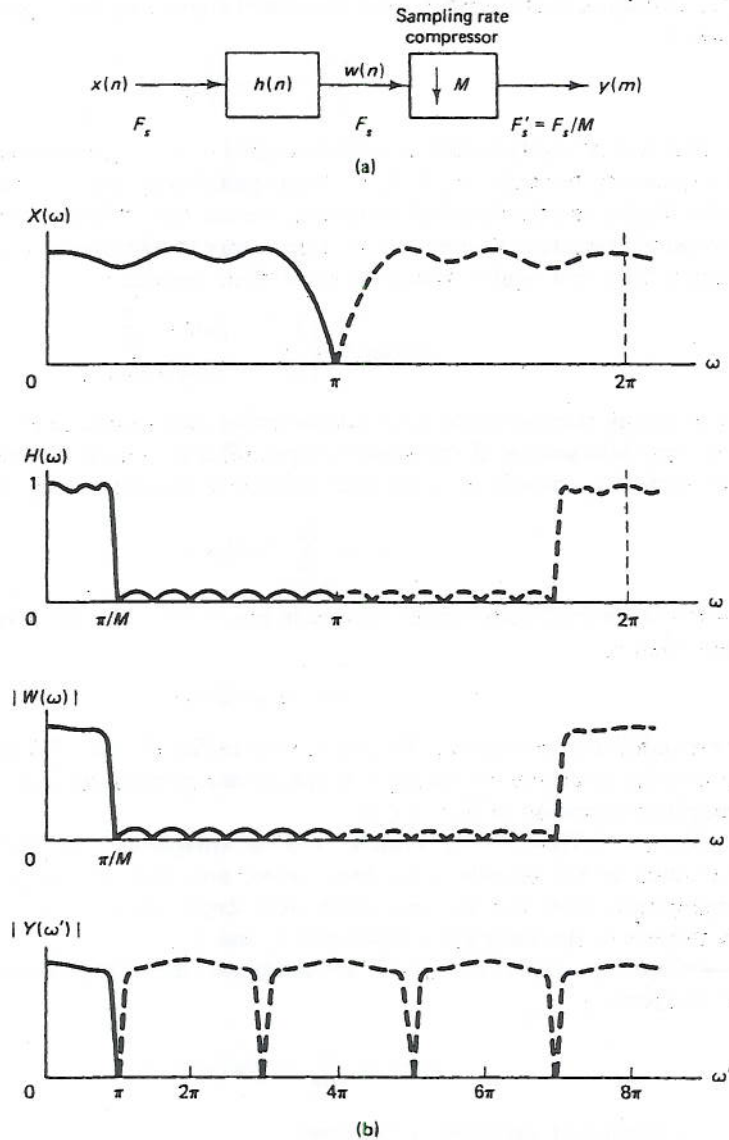 Sampling rate
compressor
x(n) h(n) w(n) ↓ M y(m)
F_s F_s F_s' = F_s/M
(a)
X(ω)
0 π 2π ω
H(ω)
1
0 π/M π 2π ω
|W(ω)|
0 π/M ω
|Y(ω')|
0 π 2π 4π 6π 8π ω'
(b)